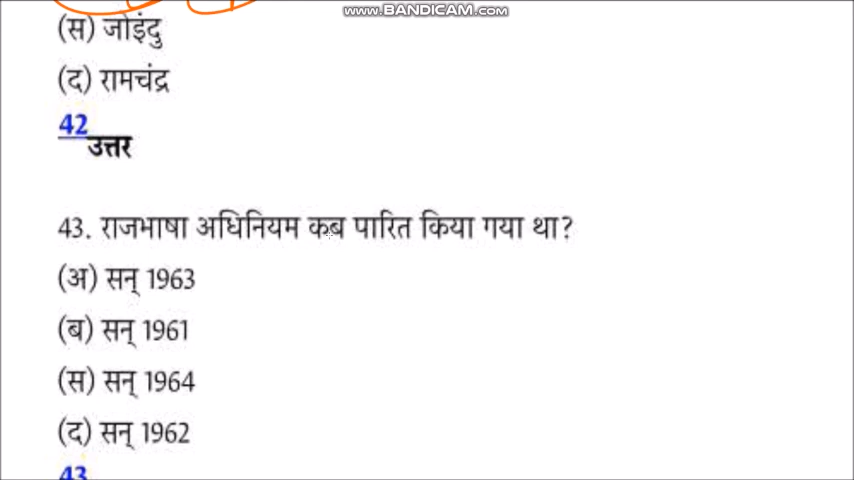 WWW.BANDICAM.COM
(स) जोइंदु
(द) रामचंद्र
42
उत्तर
43. राजभाषा अधिनियम कब पारित किया गया था?
(अ) सन् 1963
(ब) सन् 1961
(स) सन् 1964
(द) सन् 1962
43